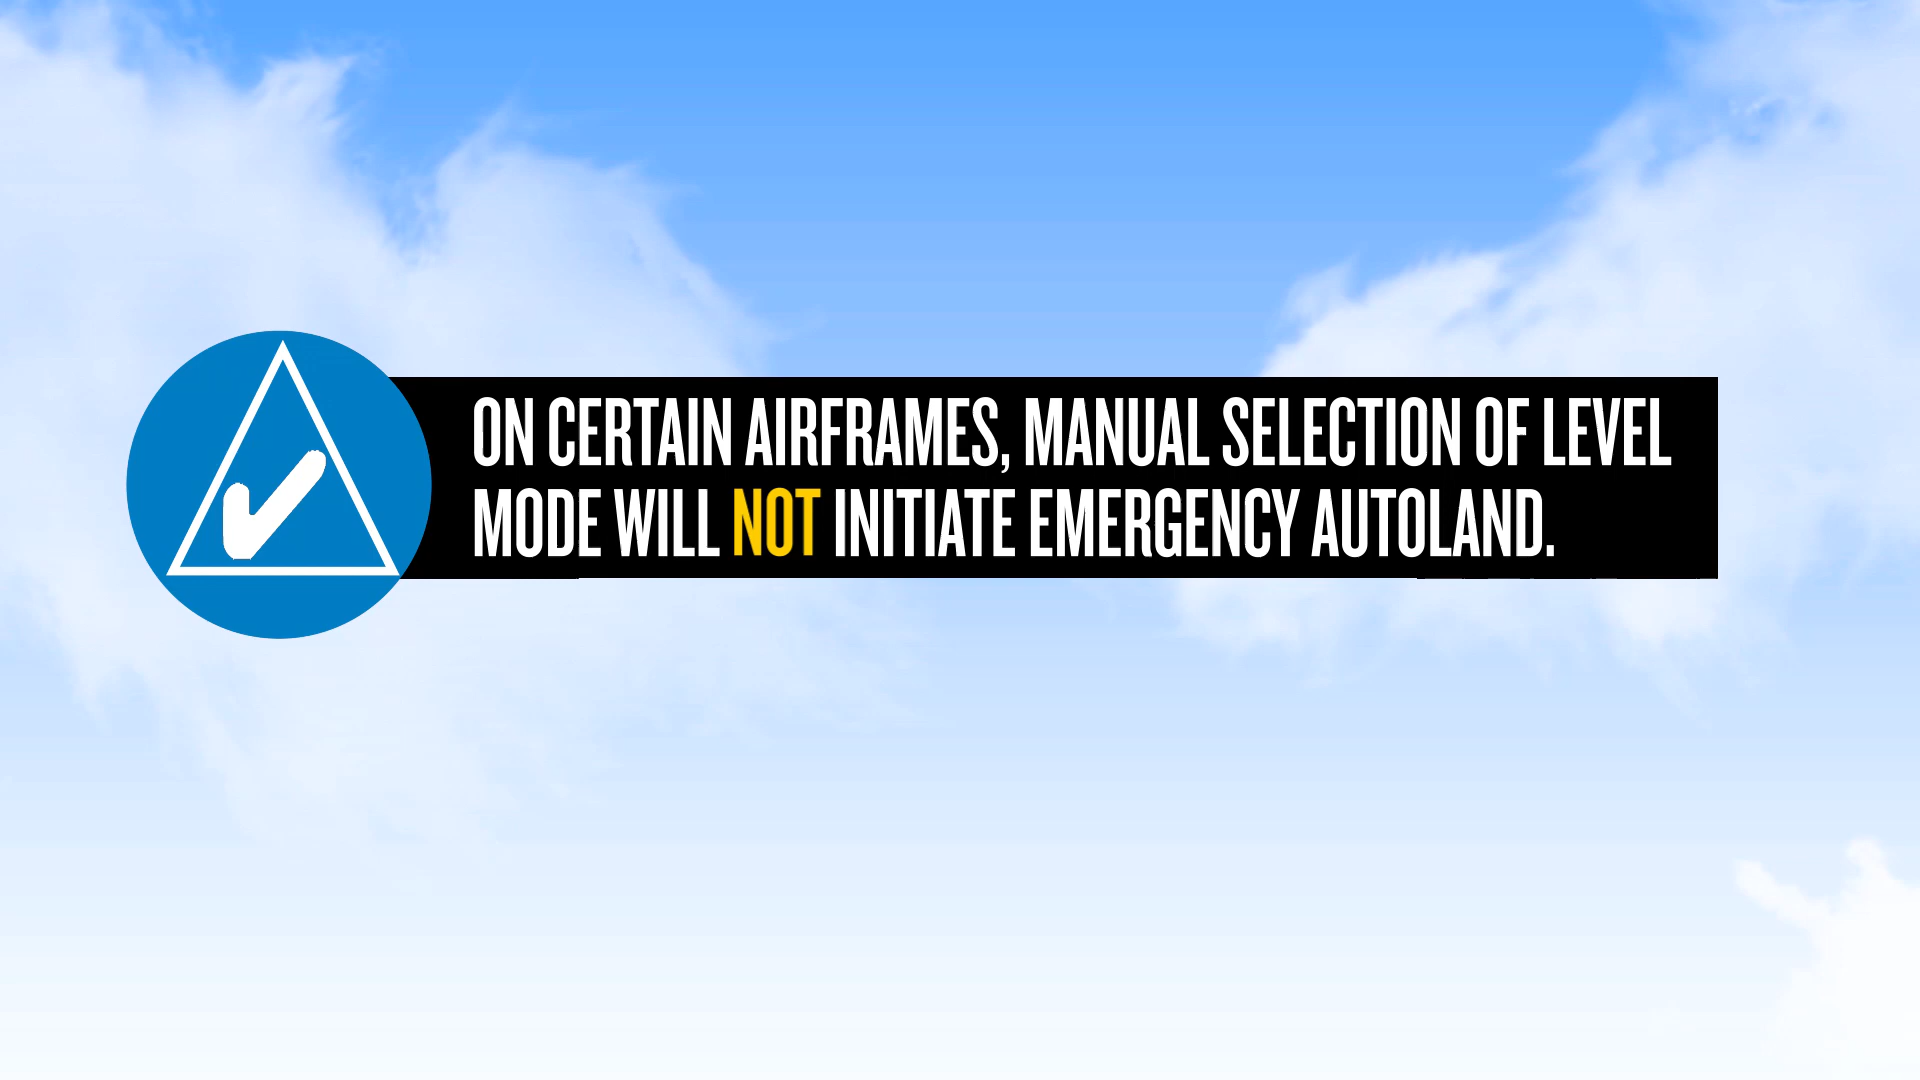 ON CERTAIN AIRFRAMES, MANUAL SELECTION OF LEVEL
MODE WILL NOT INITIATE EMERGENCY AUTOLAND.